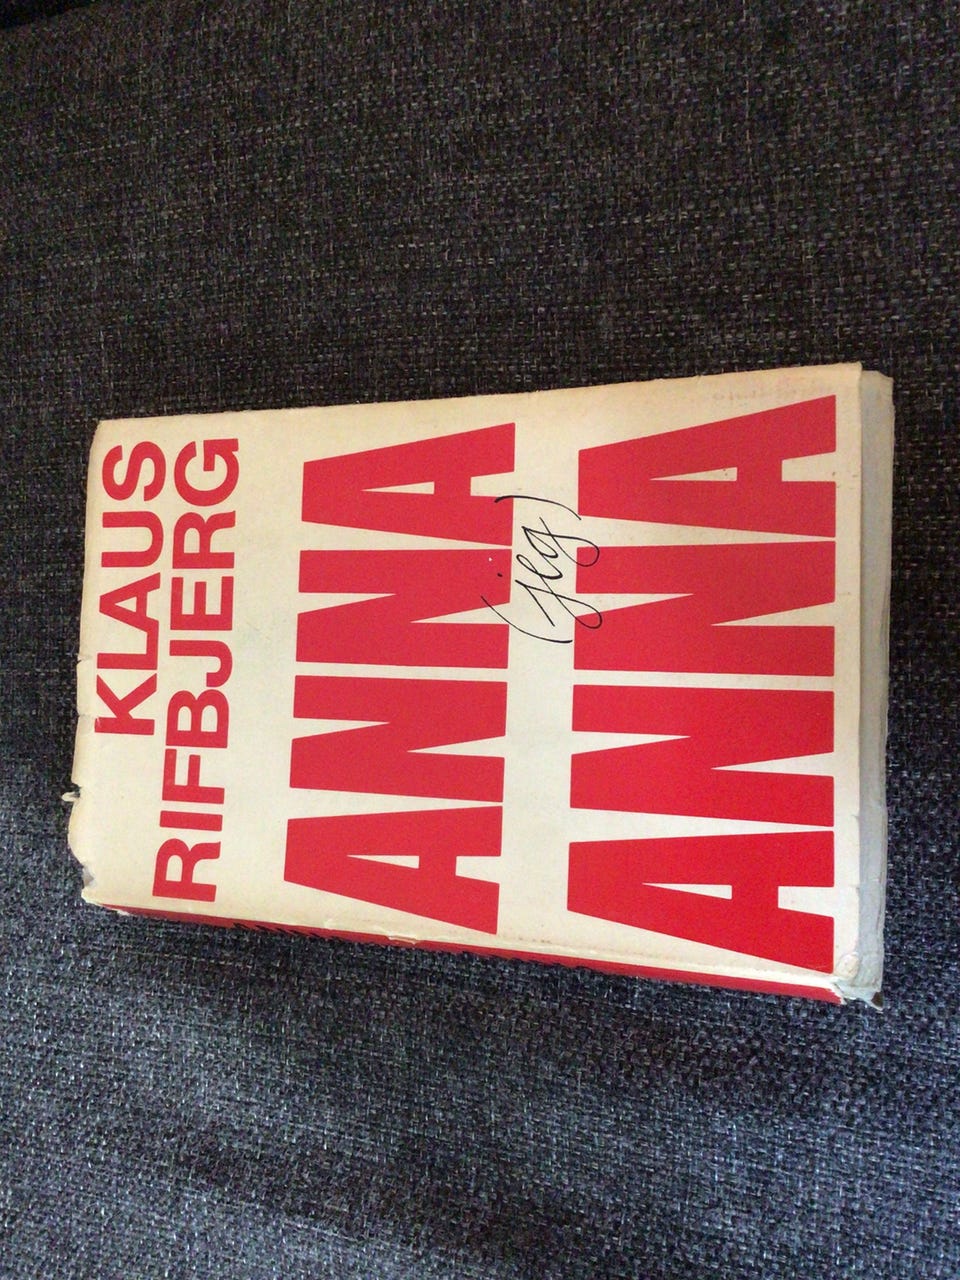 KLAUS
RIFBJERG
ANNA
(jeg)
ANNA